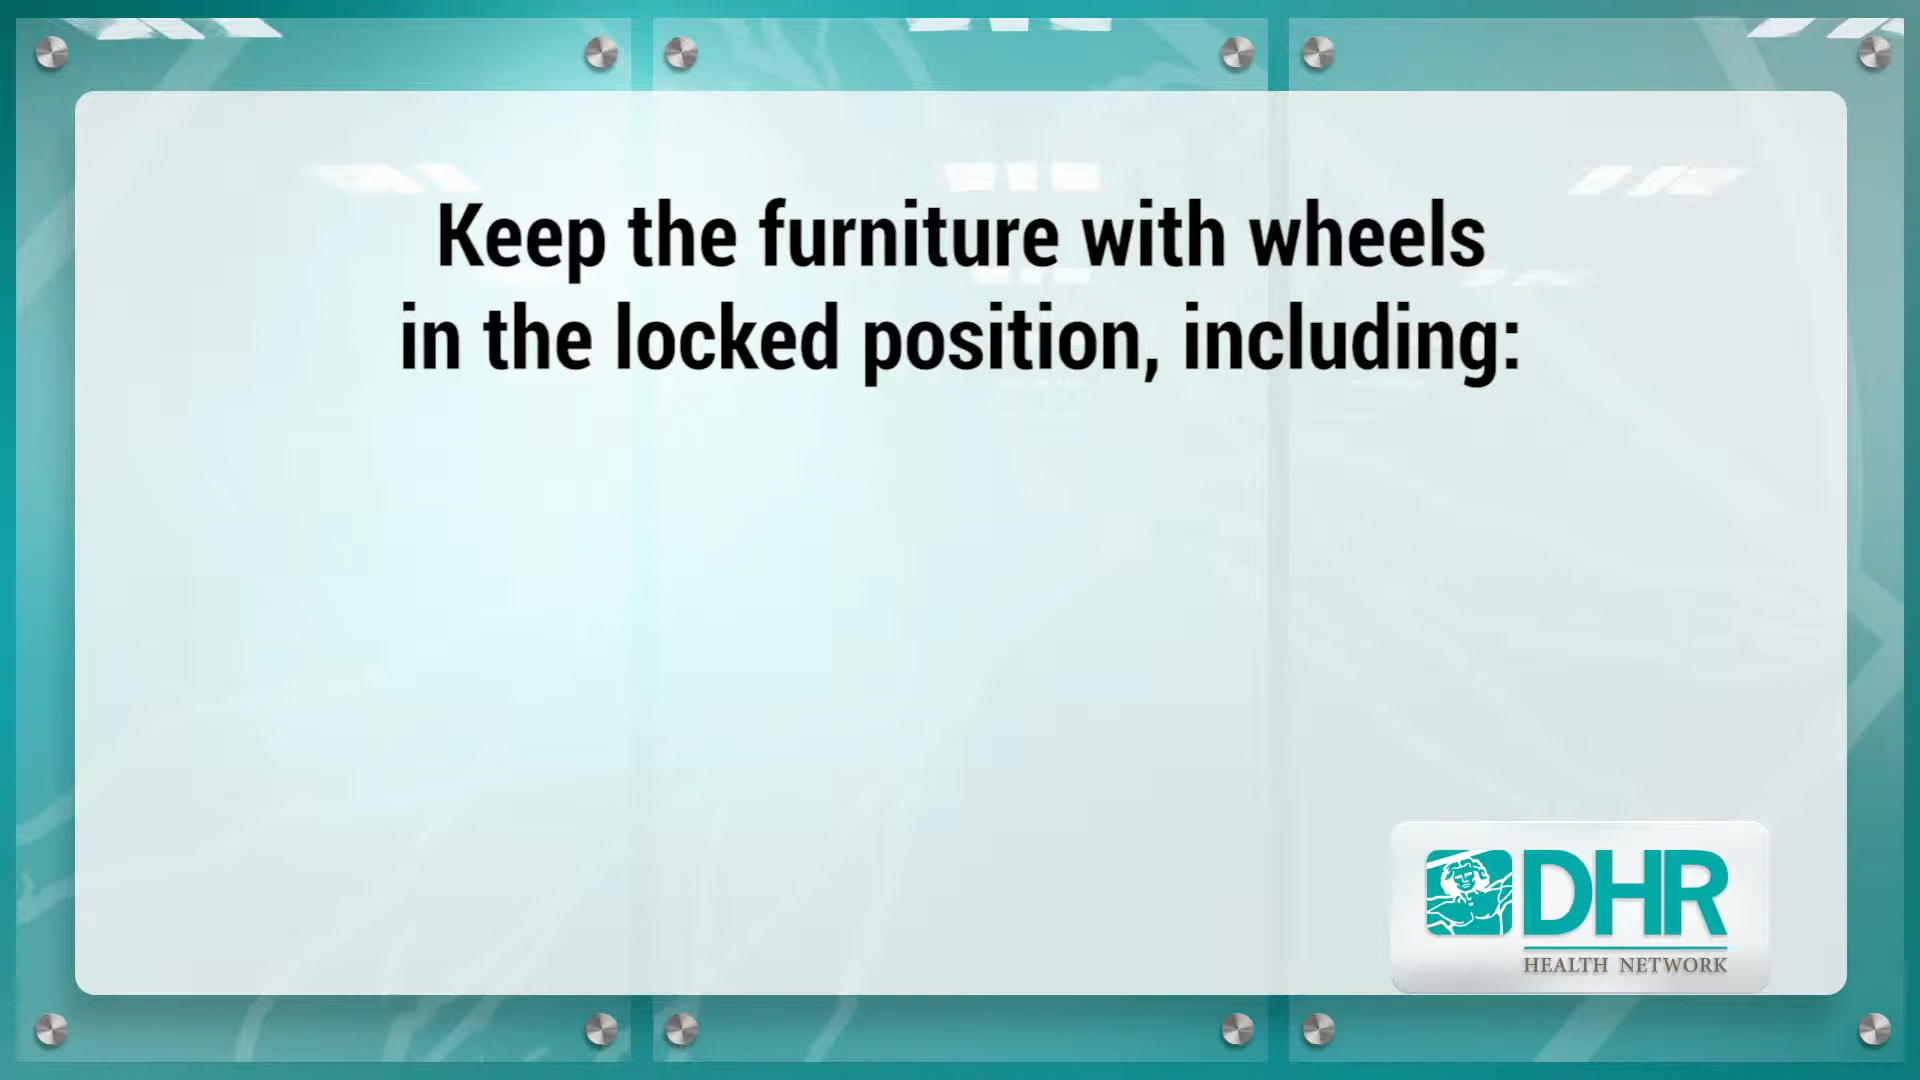 Keep the furniture with wheels
in the locked position, including:
DHR
HEALTH NETWORK